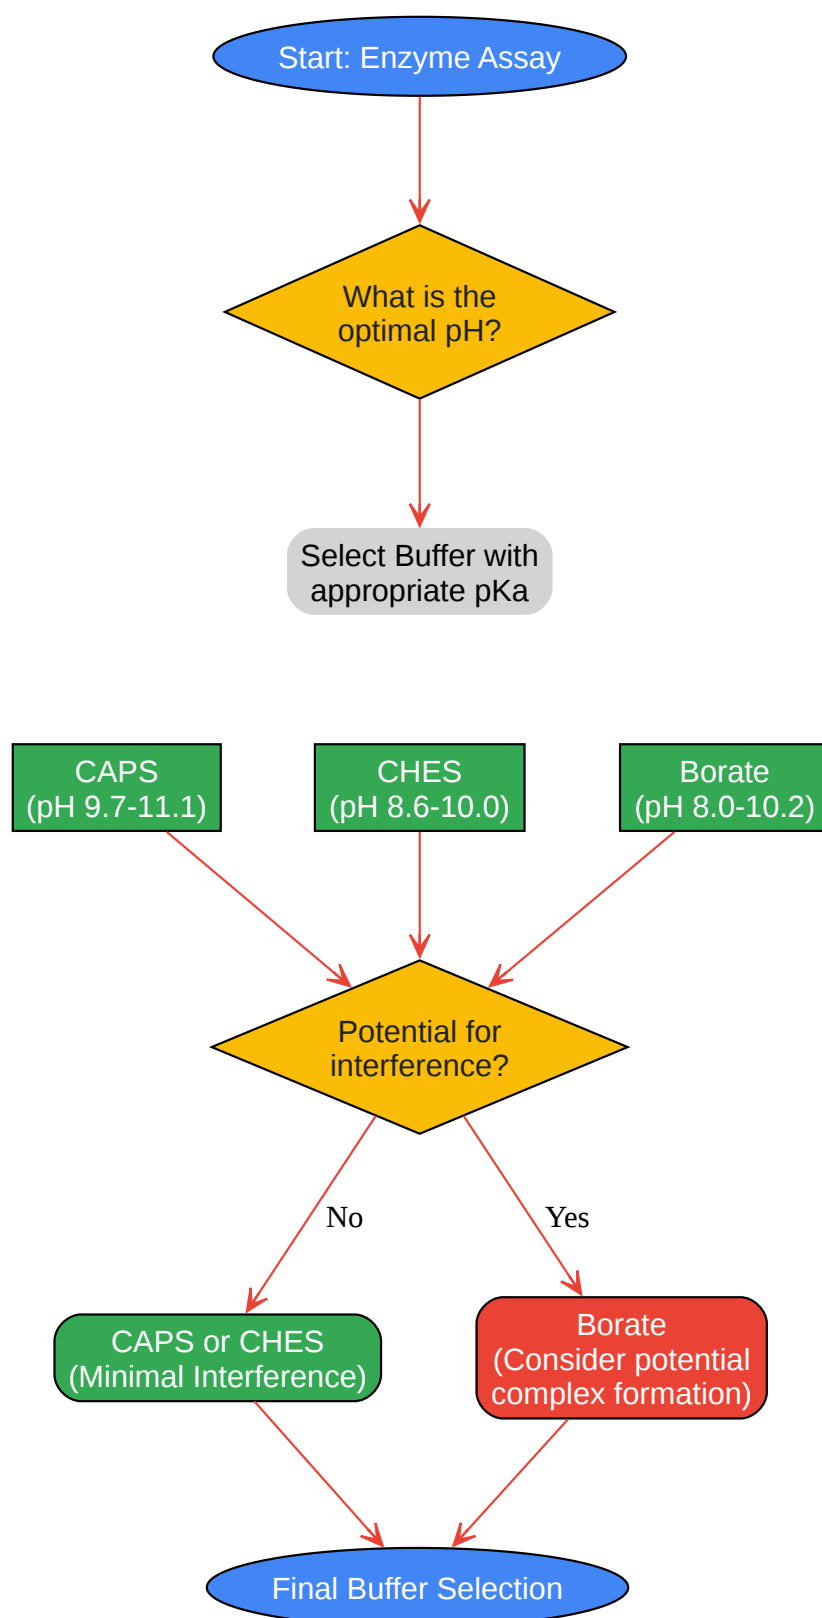 Start: Enzyme Assay
What is the
optimal pH?
Select Buffer with
appropriate pKa
CAPS
(pH 9.7-11.1)
CHES
(pH 8.6-10.0)
Borate
(pH 8.0-10.2)
Potential for
interference?
No
Yes
CAPS or CHES
(Minimal Interference)
Borate
(Consider potential
complex formation)
Final Buffer Selection